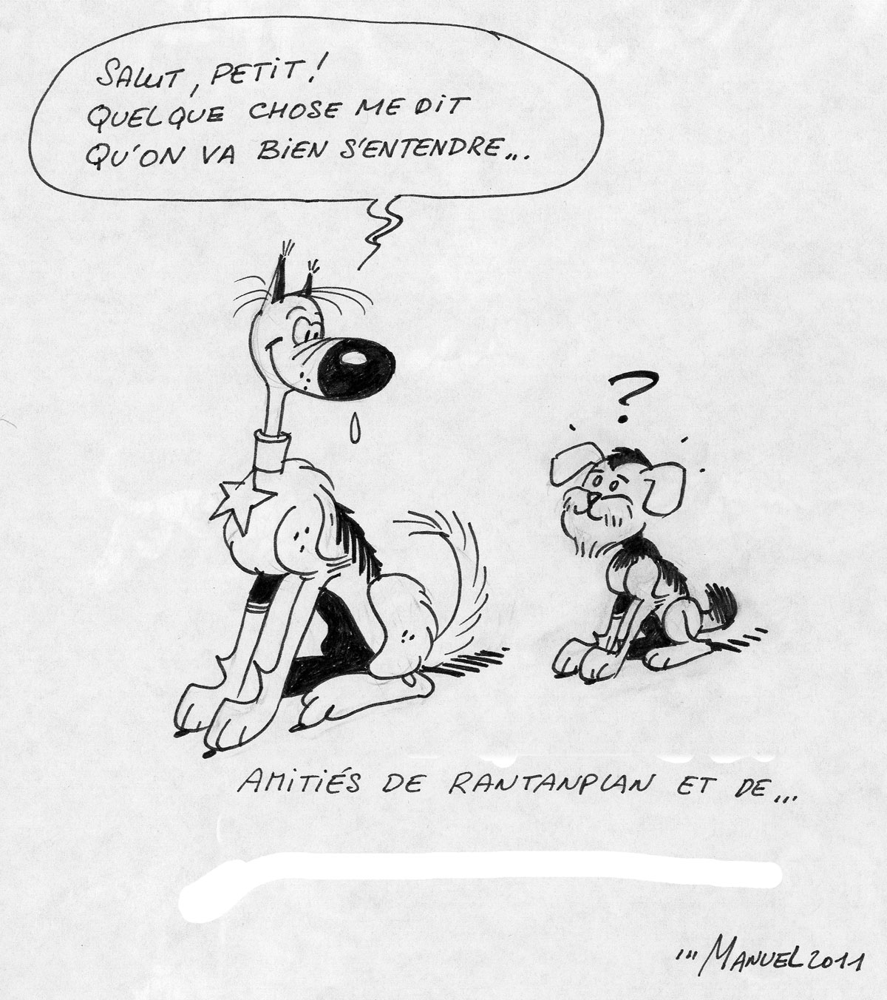 SALUT, PETIT!
QUELQUE CHOSE ME DIT
QU'ON VA BIEN S'ENTENDRE...
?
AMITIÉS DE RANTANPLAN ET DE...
...MANUEL 2011